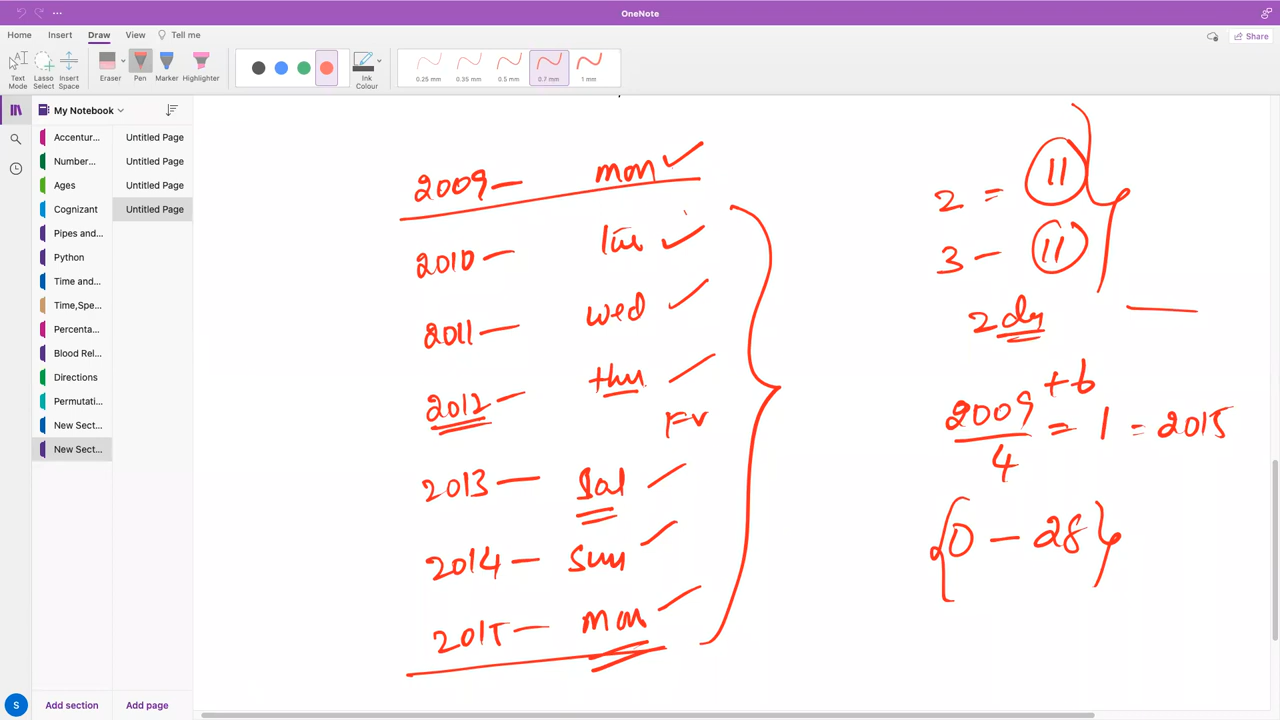 OneNote
Home Insert Draw View Tell me
Share
Text Mode
Lasso Select
Insert Space
Eraser
Pen
Marker
Highlighter
Ink Colour
0.25 mm 0.35 mm 0.5 mm 0.7 mm 1 mm
My Notebook
Accentur... Untitled Page
Number... Untitled Page
Ages Untitled Page
Cognizant Untitled Page
Pipes and...
Python
Time and...
Time,Spe...
Percenta...
Blood Rel...
Directions
Permutati...
New Sect...
New Sect...
S
Add section Add page
2009 - mon ✓
2010 - Tue ✓
2011 - wed ✓
2012 - thu ✓
Fr
2013 - Sat ✓
2014 - Sun ✓
2015 - mon ✓
2 = 11
3 - 11
2 dy
2009/4 +6 = 1 = 2015
{0 - 28}